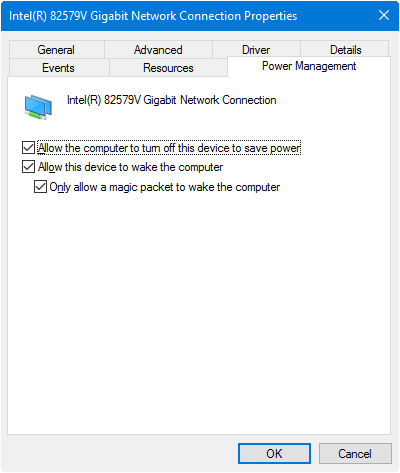 Intel(R) 82579V Gigabit Network Connection Properties
General Advanced Driver Details
Events Resources Power Management
Intel(R) 82579V Gigabit Network Connection
Allow the computer to turn off this device to save power
Allow this device to wake the computer
Only allow a magic packet to wake the computer
OK Cancel